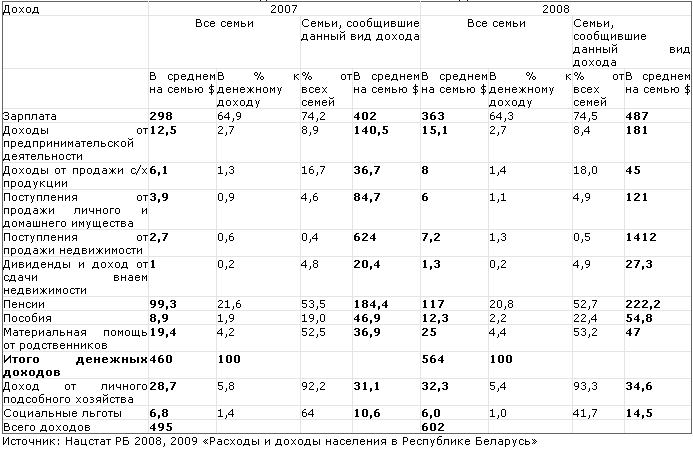 Доход 2007 2008
Все семьи Семьи, сообщившие данный вид дохода Все семьи Семьи, сообщившие данный вид дохода
В среднем на семью $ В % к денежному доходу % от всех семей В среднем на семью $ В среднем на семью $ В % к денежному доходу % от всех семей В среднем на семью $
Зарплата 298 64,9 74,2 402 363 64,3 74,5 487
Доходы от предпринимательской деятельности 12,5 2,7 8,9 140,5 15,1 2,7 8,4 181
Доходы от продажи с/х продукции 6,1 1,3 16,7 36,7 8 1,4 18,0 45
Поступления от продажи личного и домашнего имущества 3,9 0,9 4,6 84,7 6 1,1 4,9 121
Поступления от продажи недвижимости 2,7 0,6 0,4 624 7,2 1,3 0,5 1412
Дивиденды и доход от сдачи внаем недвижимости 1 0,2 4,8 20,4 1,3 0,2 4,9 27,3
Пенсии 99,3 21,6 53,5 184,4 117 20,8 52,7 222,2
Пособия 8,9 1,9 19,0 46,9 12,3 2,2 22,4 54,8
Материальная помощь от родственников 19,4 4,2 52,5 36,9 25 4,4 53,2 47
Итого денежных доходов 460 100 564 100
Доход от личного подсобного хозяйства 28,7 5,8 92,2 31,1 32,3 5,4 93,3 34,6
Социальные льготы 6,8 1,4 64 10,6 6,0 1,0 41,7 14,5
Всего доходов 495 602
Источник: Нацстат РБ 2008, 2009 «Расходы и доходы населения в Республике Беларусь»